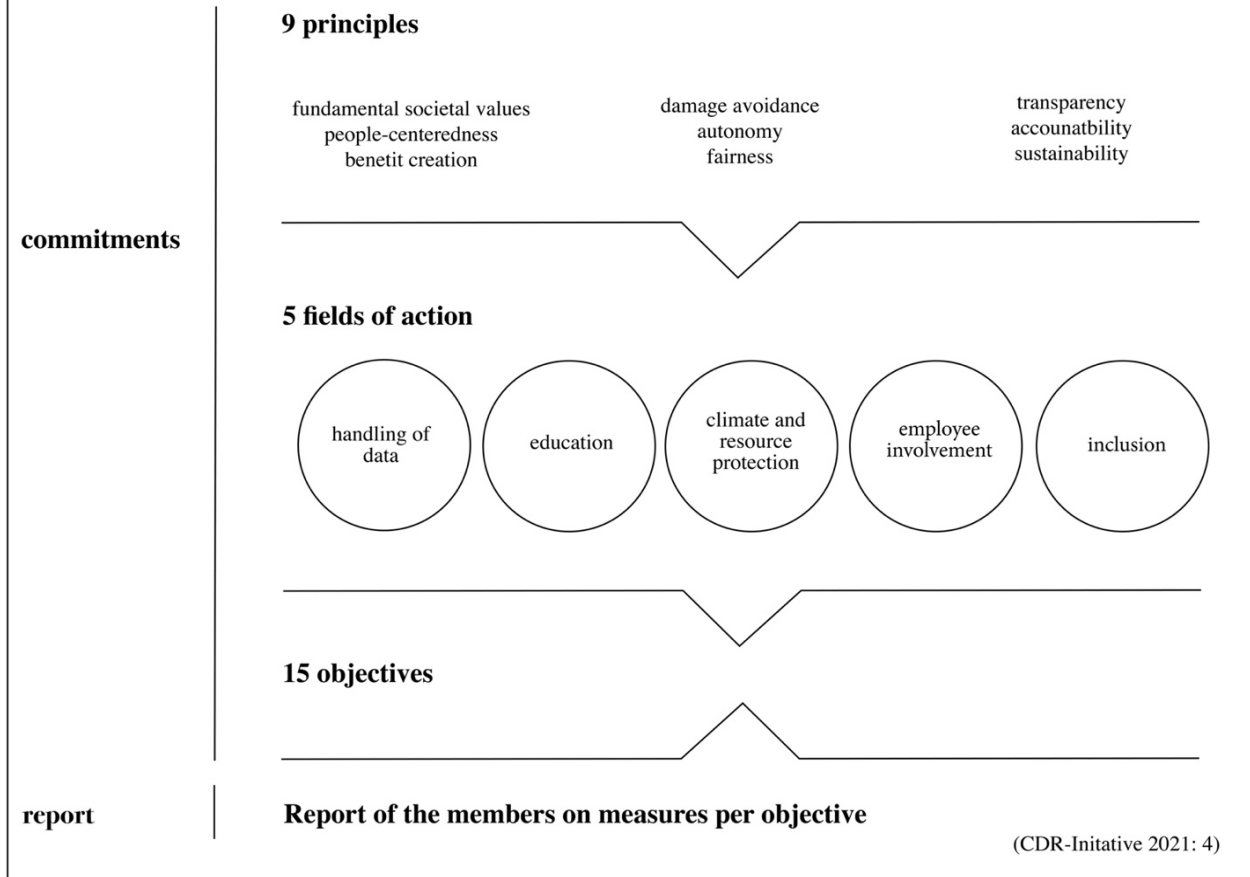 9 principles
fundamental societal values
people-centeredness
benetit creation
damage avoidance
autonomy
fairness
transparency
accounatbility
sustainability
commitments
5 fields of action
handling of
data
education
climate and
resource
protection
employee
involvement
inclusion
15 objectives
report
Report of the members on measures per objective
(CDR-Initative 2021: 4)